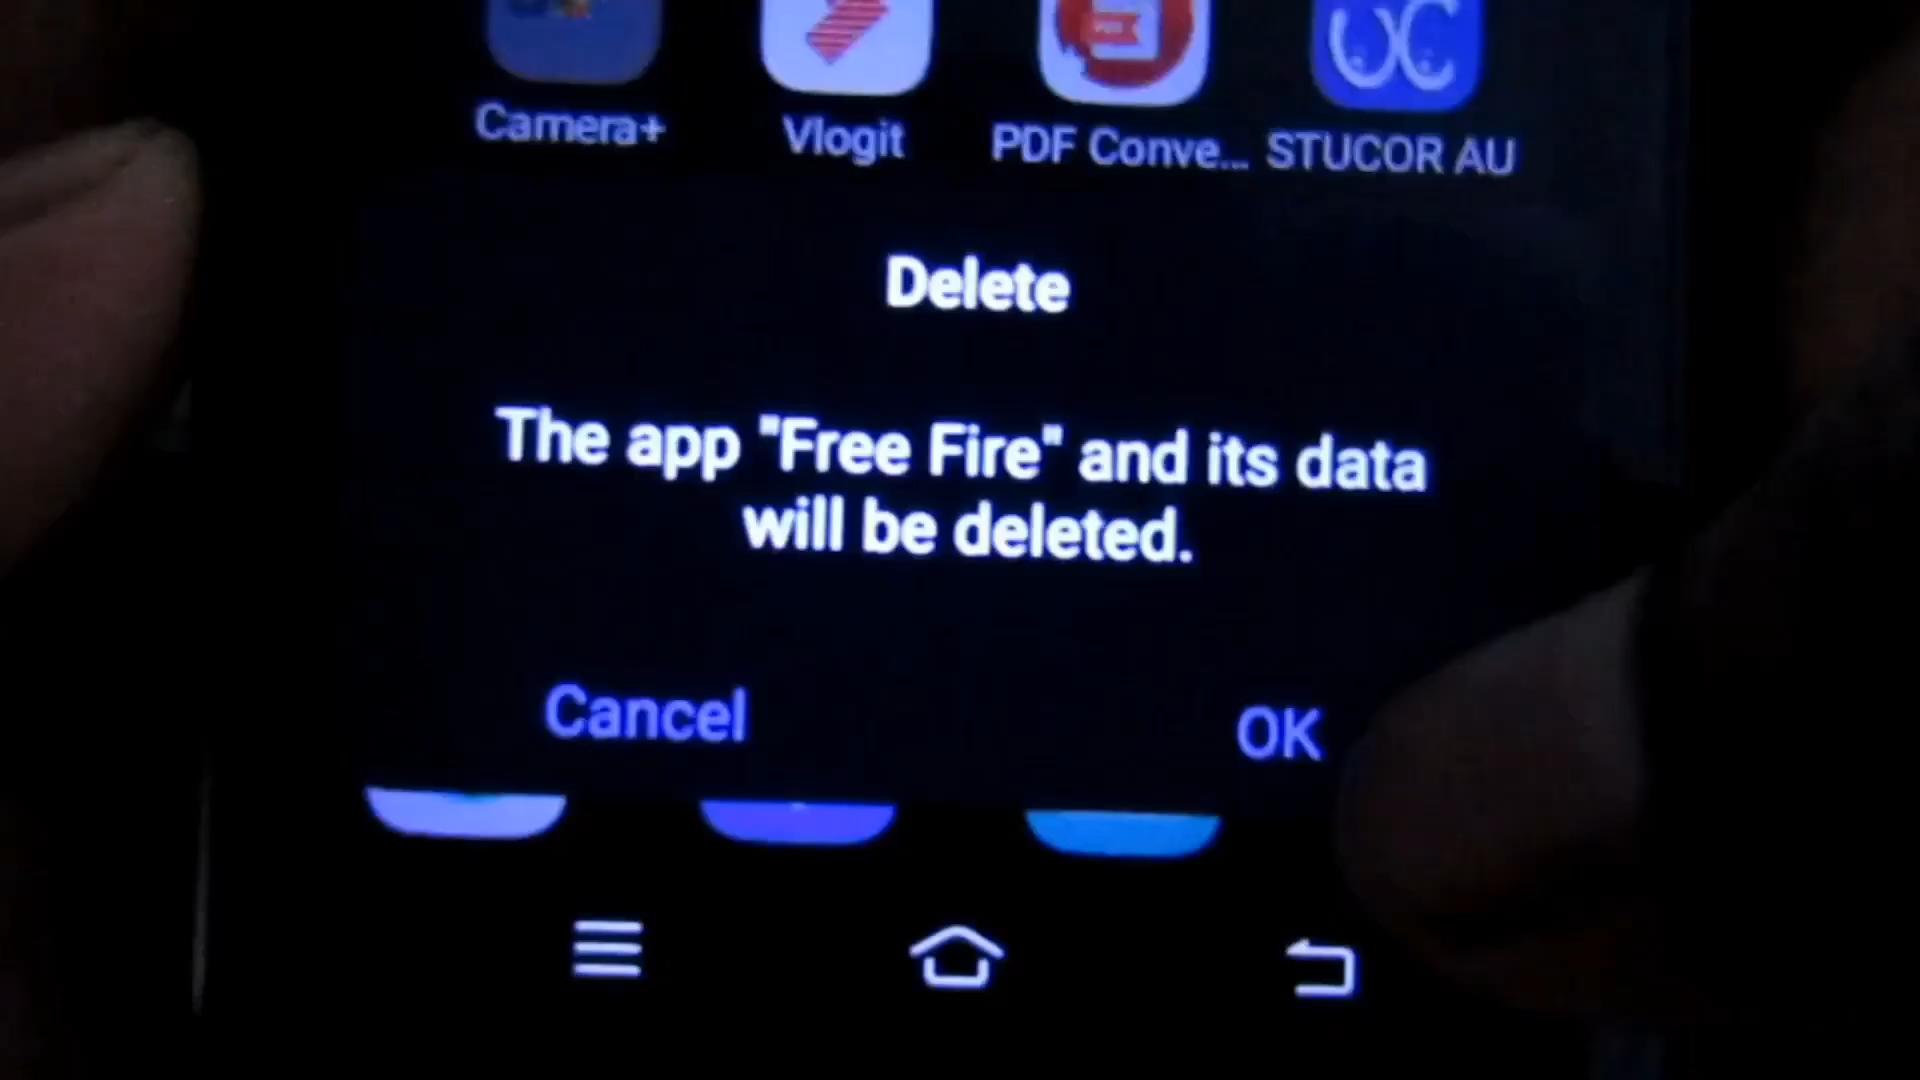 Camera+ Vlogit PDF Conve... STUCOR AU
Delete
The app "Free Fire" and its data
will be deleted.
Cancel OK